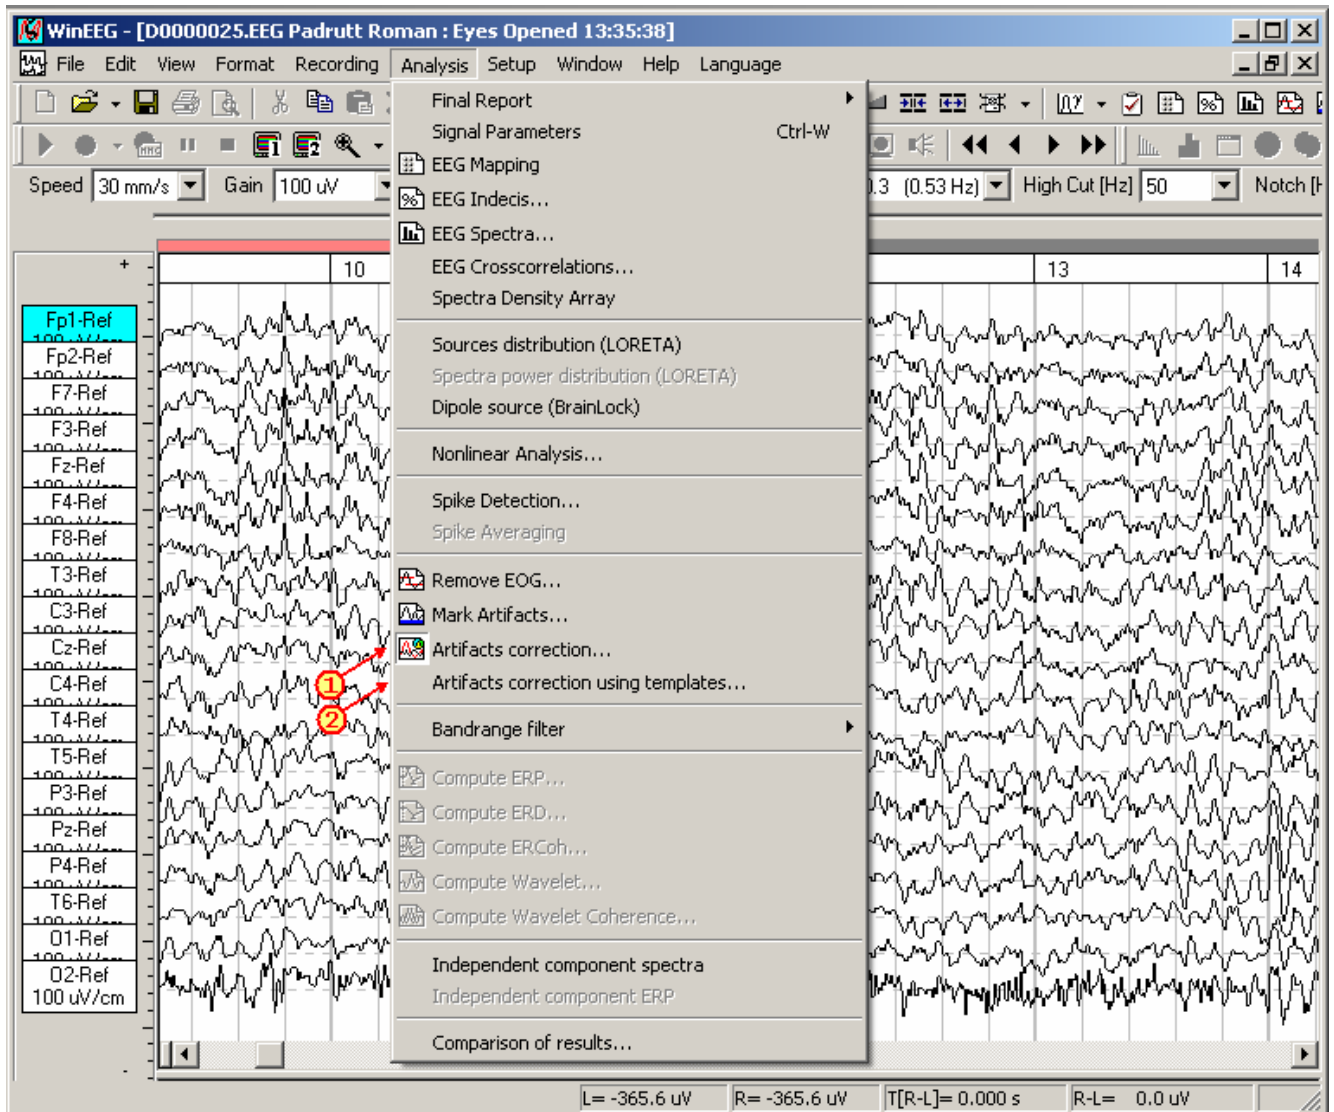 WinEEG - [D0000025.EEG Padrutt Roman : Eyes Opened 13:35:38]
File Edit View Format Recording Analysis Setup Window Help Language
Speed 30 mm/s Gain 100 uV (0.53 Hz) High Cut [Hz] 50 Notch
+ 10 13 14
Fp1-Ref
Fp2-Ref
F7-Ref
F3-Ref
Fz-Ref
F4-Ref
F8-Ref
T3-Ref
C3-Ref
Cz-Ref
C4-Ref
T4-Ref
T5-Ref
P3-Ref
Pz-Ref
P4-Ref
T6-Ref
O1-Ref
O2-Ref
100 uV/cm
-
Final Report
Signal Parameters Ctrl-W
EEG Mapping
EEG Indecis...
EEG Spectra...
EEG Crosscorrelations...
Spectra Density Array
Sources distribution (LORETA)
Spectra power distribution (LORETA)
Dipole source (BrainLock)
Nonlinear Analysis...
Spike Detection...
Spike Averaging
Remove EOG...
Mark Artifacts...
Artifacts correction...
1
Artifacts correction using templates...
2
Bandrange filter
Compute ERP...
Compute ERD...
Compute ERCoh...
Compute Wavelet...
Compute Wavelet Coherence...
Independent component spectra
Independent component ERP
Comparison of results...
L= -365.6 uV R= -365.6 uV T[R-L]= 0.000 s R-L= 0.0 uV